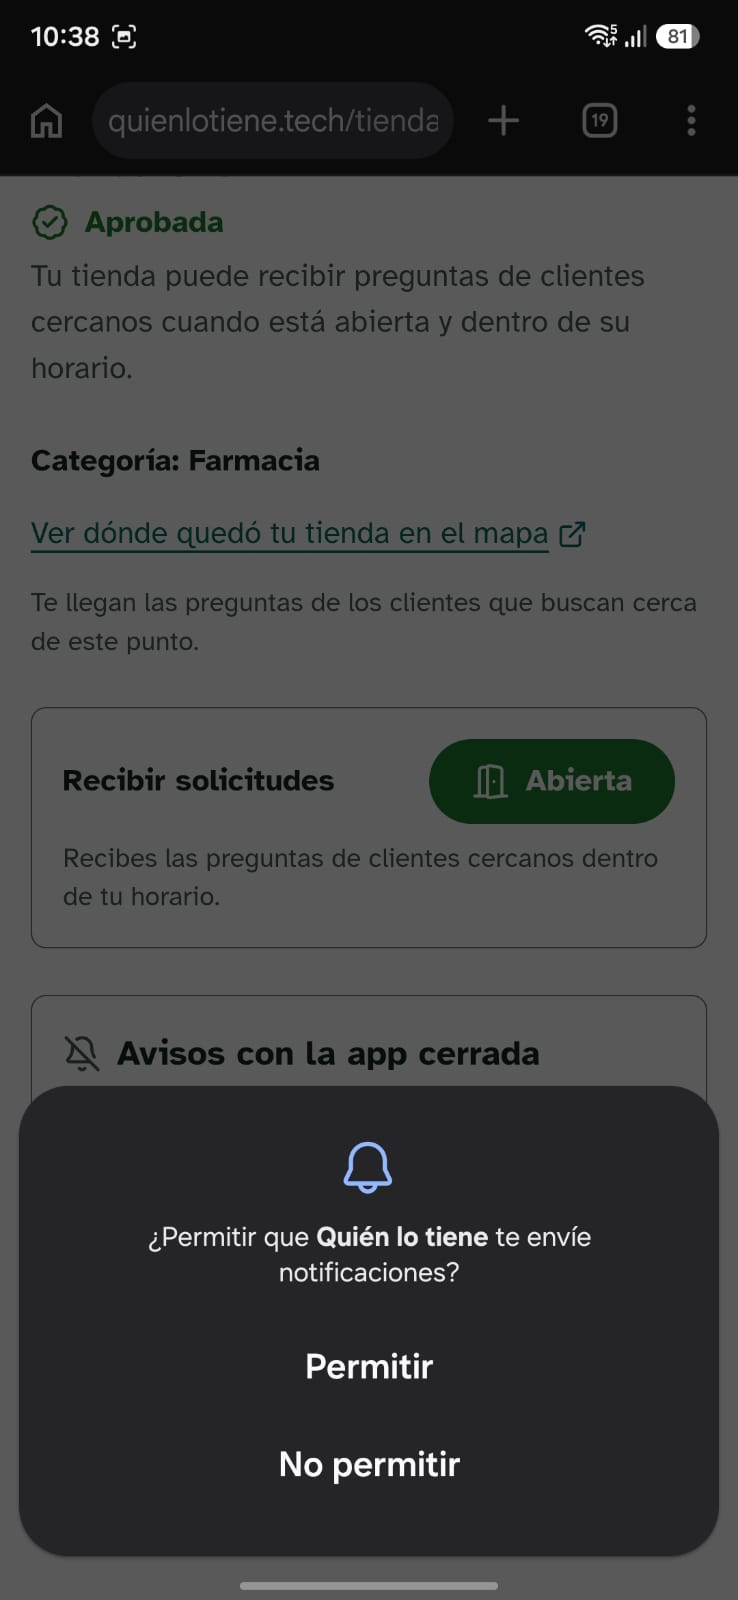 10:38
5
81
quienlotiene.tech/tienda
19
Aprobada
Tu tienda puede recibir preguntas de clientes
cercanos cuando está abierta y dentro de su
horario.
Categoría: Farmacia
Ver dónde quedó tu tienda en el mapa
Te llegan las preguntas de los clientes que buscan cerca
de este punto.
Recibir solicitudes
Abierta
Recibes las preguntas de clientes cercanos dentro
de tu horario.
Avisos con la app cerrada
¿Permitir que Quién lo tiene te envíe
notificaciones?
Permitir
No permitir